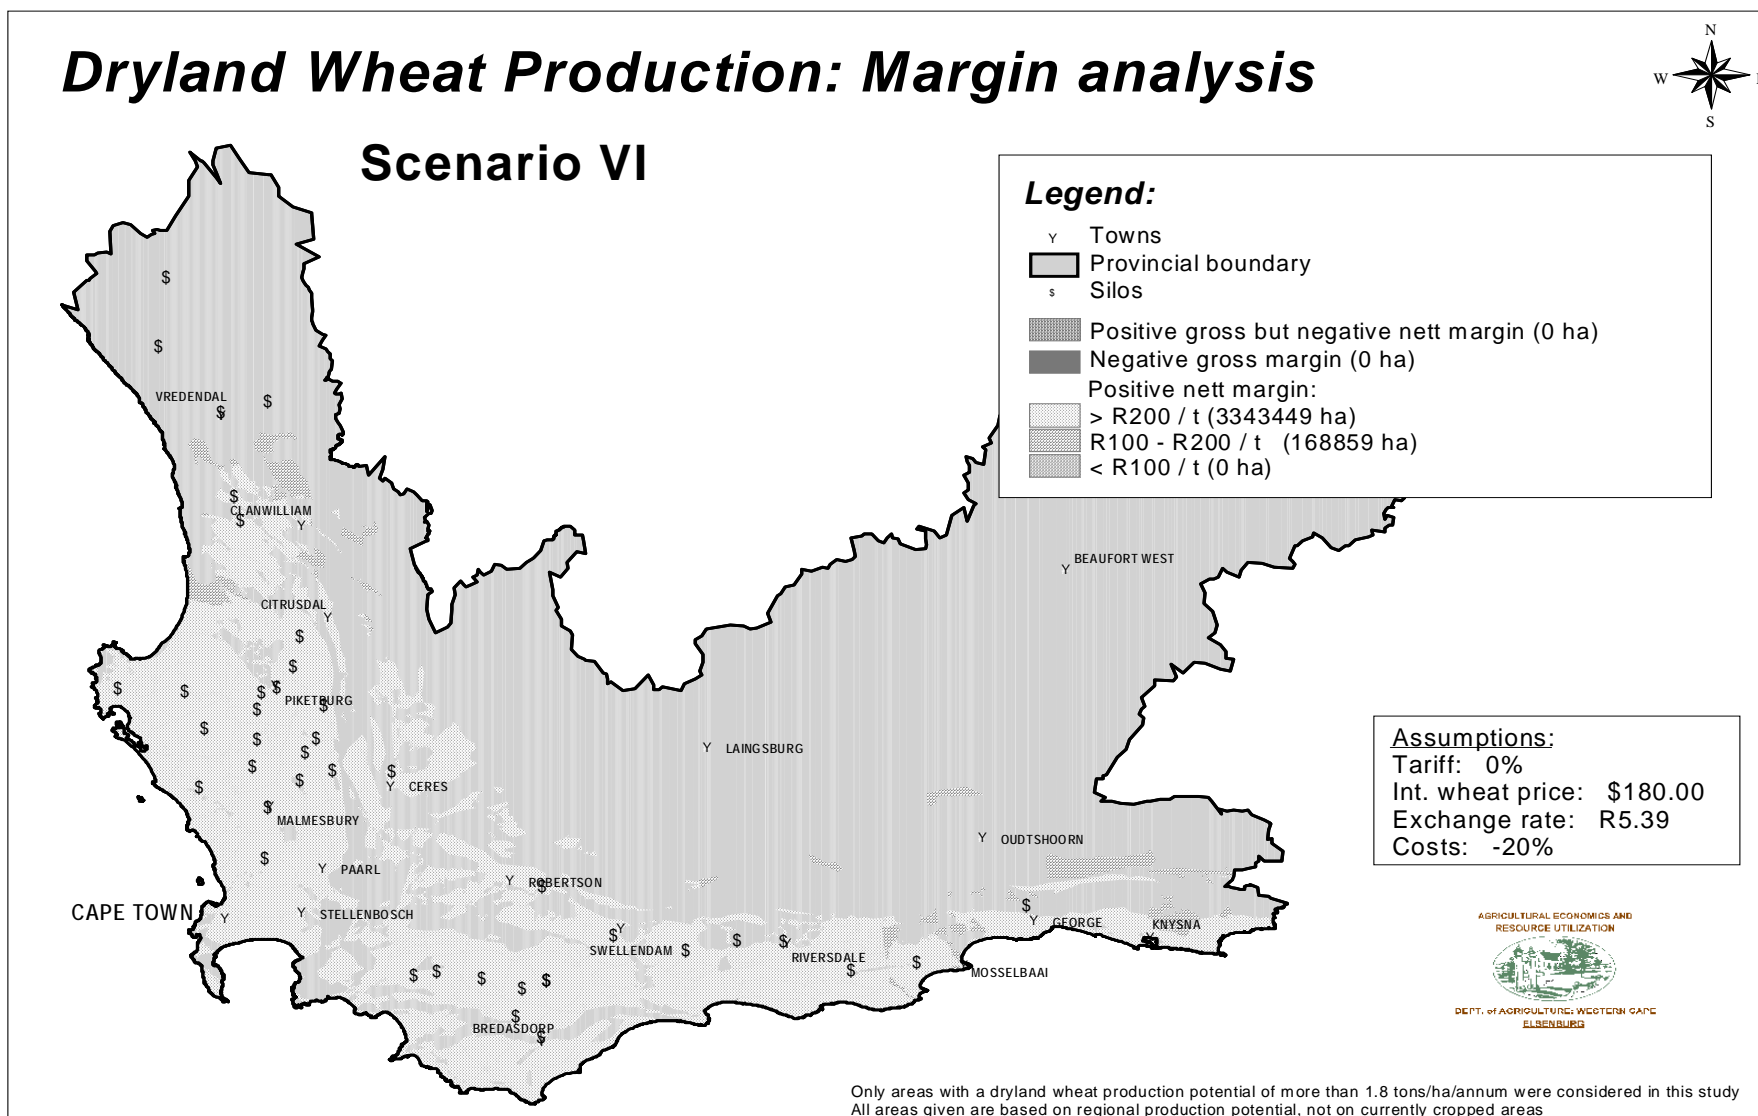 Dryland Wheat Production: Margin analysis
Scenario VI
N
W
S
Legend:
Y Towns
Provincial boundary
$ Silos
Positive gross but negative nett margin (0 ha)
Negative gross margin (0 ha)
Positive nett margin:
> R200 / t (3343449 ha)
R100 - R200 / t (168859 ha)
< R100 / t (0 ha)
VREDENDAL
CLANWILLIAM
BEAUFORT WEST
CITRUSDAL
PIKETBURG
LAINGSBURG
CERES
MALMESBURY
OUDTSHOORN
PAARL
ROBERTSON
CAPE TOWN
STELLENBOSCH
GEORGE
KNYSNA
SWELLENDAM
RIVERSDALE
MOSSELBAAI
BREDASDORP
Assumptions:
Tariff: 0%
Int. wheat price: $180.00
Exchange rate: R5.39
Costs: -20%
AGRICULTURAL ECONOMICS AND
RESOURCE UTILIZATION
DEPT. of AGRICULTURE: WESTERN CAPE
ELSENBURG
Only areas with a dryland wheat production potential of more than 1.8 tons/ha/annum were considered in this study
All areas given are based on regional production potential, not on currently cropped areas